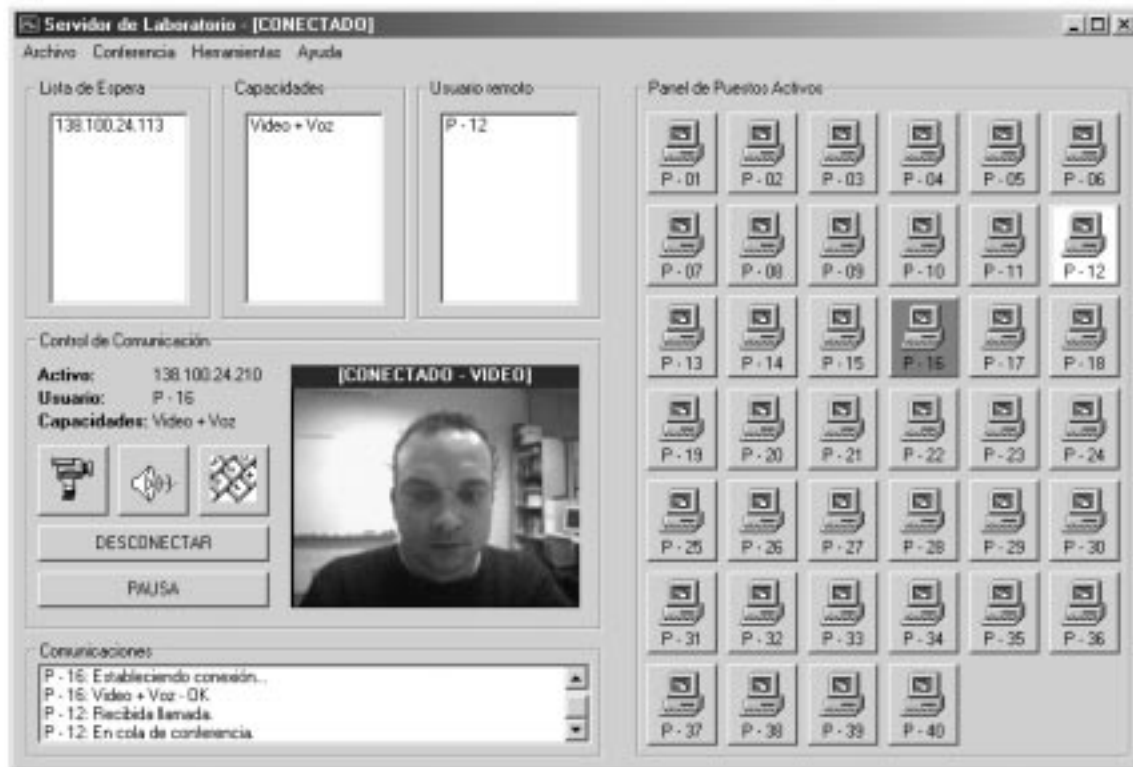 Servidor de Laboratorio - [CONECTADO]
Archivo Conferencia Herramientas Ayuda
Lista de Espera
138.100.24.113
Capacidades
Video + Voz
Usuario remoto
P - 12
Control de Comunicación
Activo: 138.100.24.210
Usuario: P - 16
Capacidades: Video + Voz
DESCONECTAR
PAUSA
[CONECTADO - VIDEO]
Comunicaciones
P - 16: Estableciendo conexión...
P - 16: Video + Voz - OK
P - 12: Recibida llamada.
P - 12: En cola de conferencia.
Panel de Puestos Activos
P - 01 P - 02 P - 03 P - 04 P - 05 P - 06
P - 07 P - 08 P - 09 P - 10 P - 11 P - 12
P - 13 P - 14 P - 15 P - 16 P - 17 P - 18
P - 19 P - 20 P - 21 P - 22 P - 23 P - 24
P - 25 P - 26 P - 27 P - 28 P - 29 P - 30
P - 31 P - 32 P - 33 P - 34 P - 35 P - 36
P - 37 P - 38 P - 39 P - 40